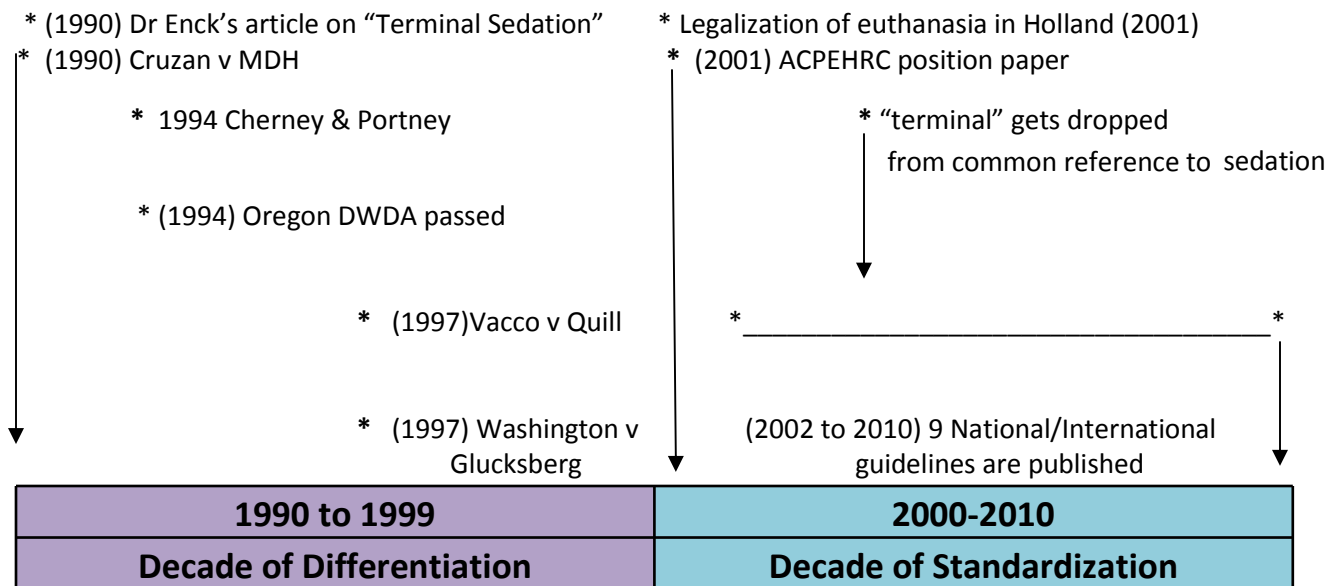 * (1990) Dr Enck’s article on “Terminal Sedation”
* (1990) Cruzan v MDH
* 1994 Cherney & Portney
* (1994) Oregon DWDA passed
* (1997)Vacco v Quill
* (1997) Washington v
Glucksberg
* Legalization of euthanasia in Holland (2001)
* (2001) ACPEHRC position paper
* “terminal” gets dropped
from common reference to sedation
*____________________________________*
(2002 to 2010) 9 National/International
guidelines are published
1990 to 1999
2000-2010
Decade of Differentiation
Decade of Standardization